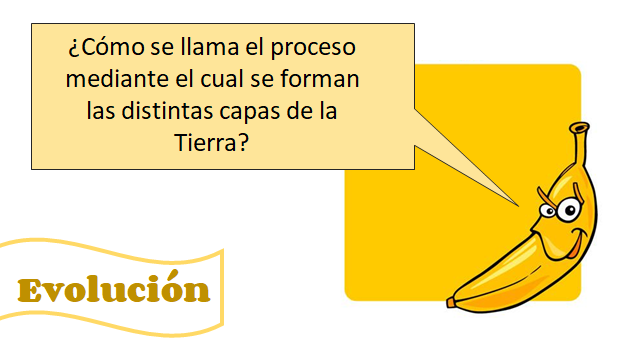 ¿Cómo se llama el proceso
mediante el cual se forman
las distintas capas de la
Tierra?
Evolución